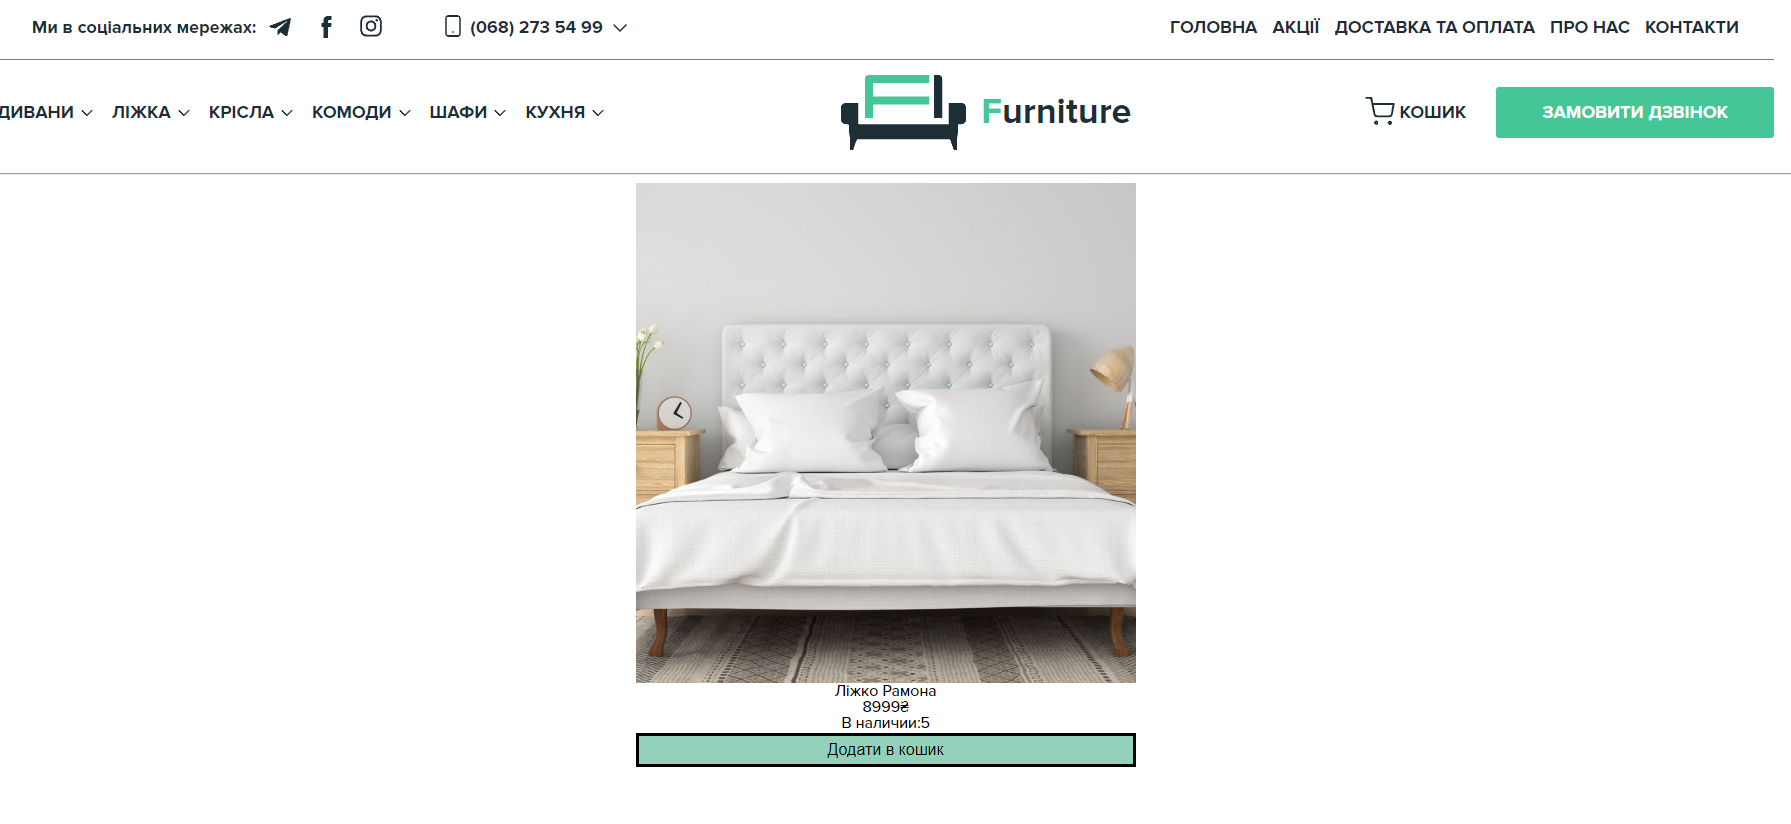 Ми в соціальних мережах: (068) 273 54 99 ГОЛОВНА АКЦІЇ ДОСТАВКА ТА ОПЛАТА ПРО НАС КОНТАКТИ
ДИВАНИ ЛІЖКА КРІСЛА КОМОДИ ШАФИ КУХНЯ Furniture КОШИК ЗАМОВИТИ ДЗВІНОК
Ліжко Рамона
8999₴
В наличии:5
Додати в кошик